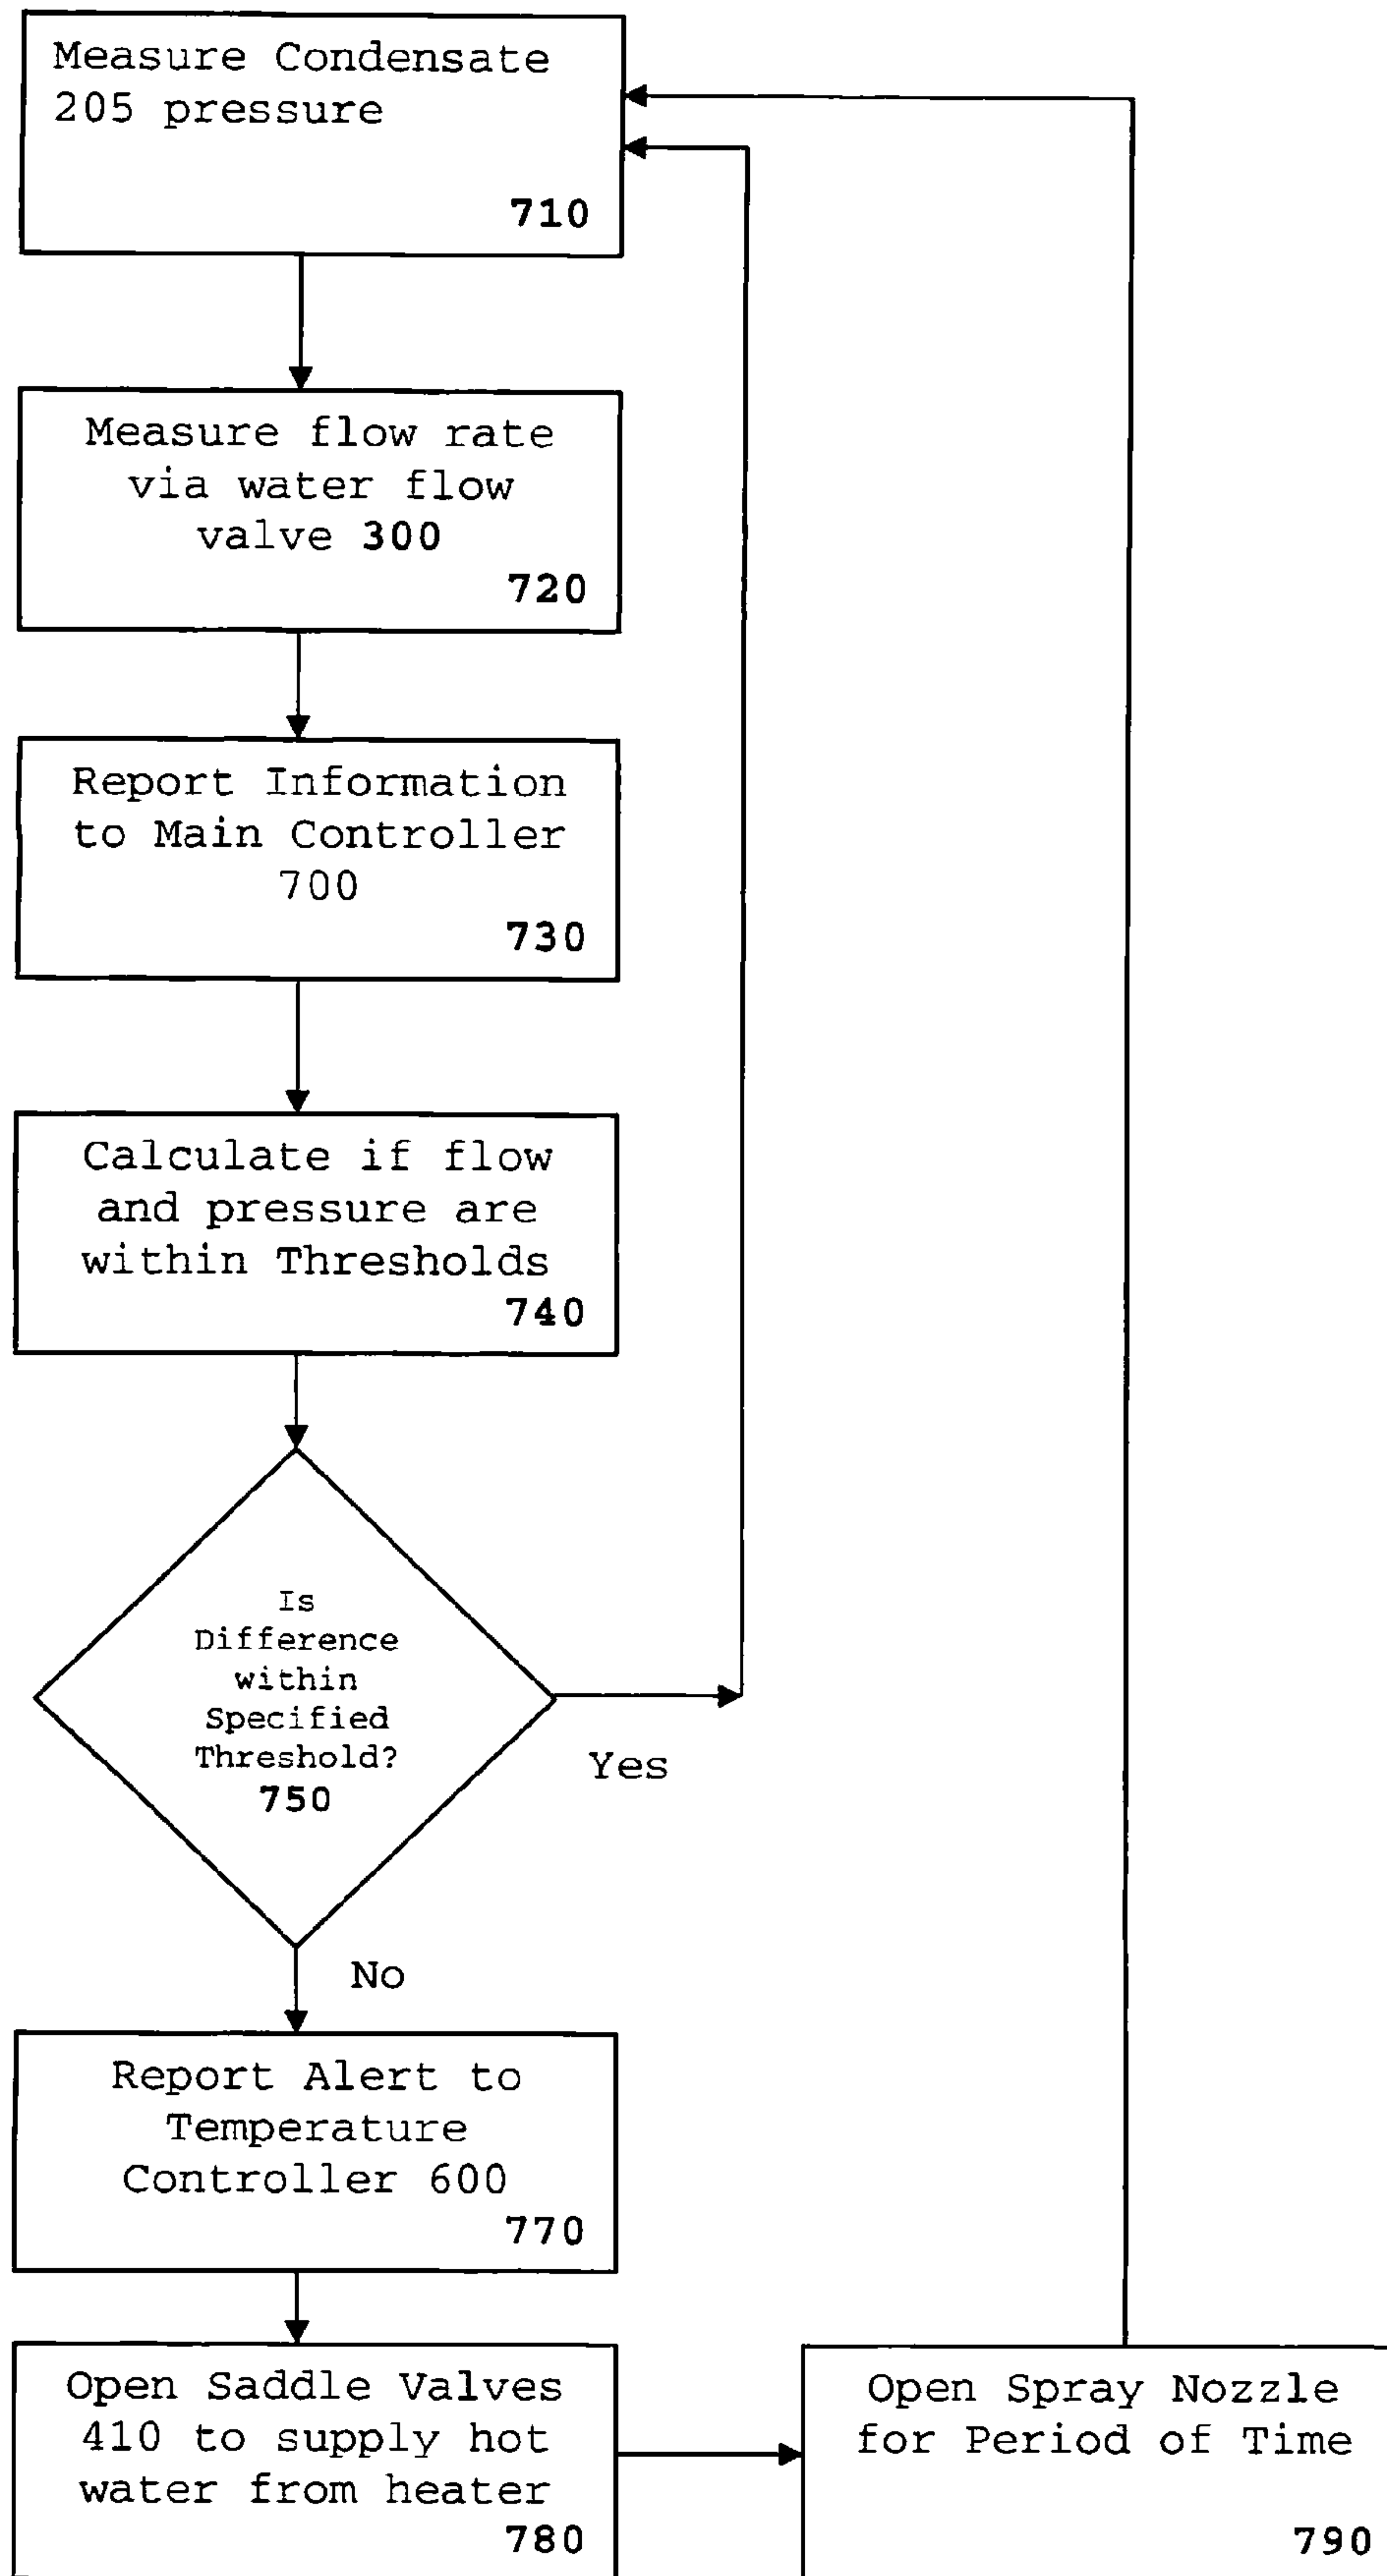 Measure Condensate
205 pressure
710
Measure flow rate
via water flow
valve 300
720
Report Information
to Main Controller
700
730
Calculate if flow
and pressure are
within Thresholds
740
Is
Difference
within
Specified
Threshold?
750
Yes
No
Report Alert to
Temperature
Controller 600
770
Open Saddle Valves
410 to supply hot
water from heater
780
Open Spray Nozzle
for Period of Time
790